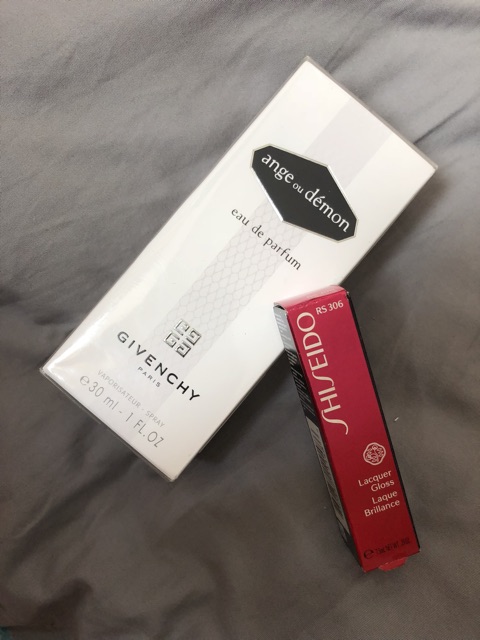 ange ou démon
eau de parfum
GIVENCHY
PARIS
VAPORISATEUR - SPRAY
℮30 ml - 1 FL.OZ
RS 306
SHISEIDO
Lacquer
Gloss
Laque
Brillance